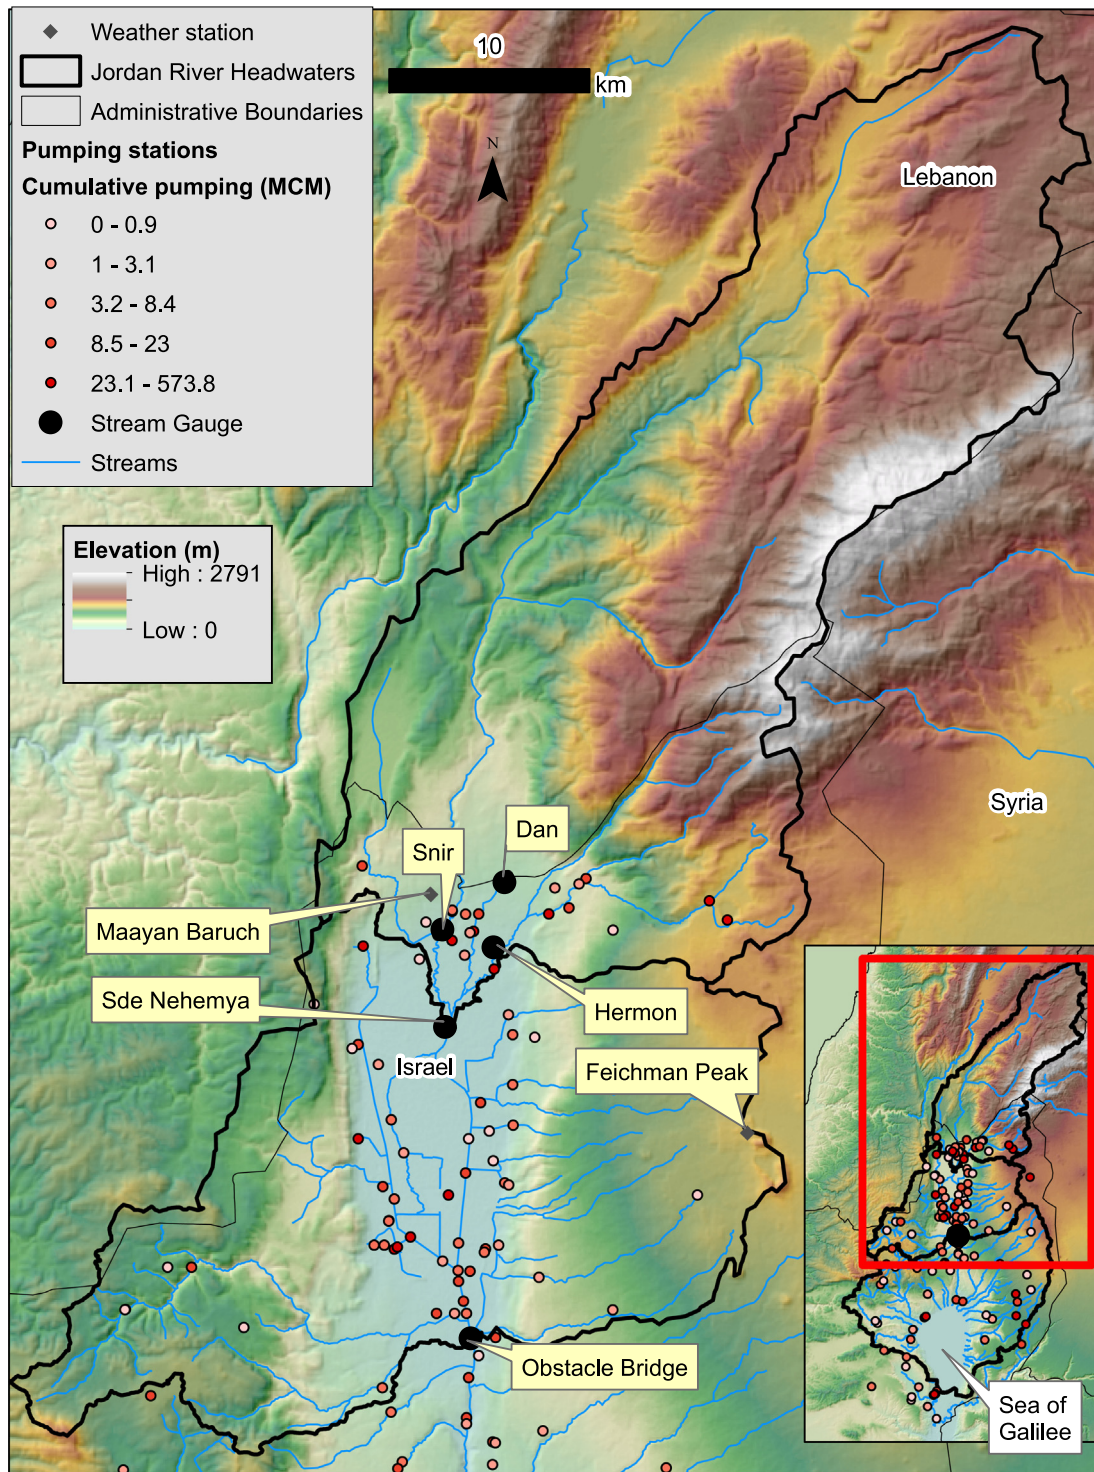 Weather station
Jordan River Headwaters
Administrative Boundaries
Pumping stations
Cumulative pumping (MCM)
0 - 0.9
1 - 3.1
3.2 - 8.4
8.5 - 23
23.1 - 573.8
Stream Gauge
Streams
10
km
N
Lebanon
Elevation (m)
High : 2791
Low : 0
Syria
Dan
Snir
Maayan Baruch
Sde Nehemya
Hermon
Israel
Feichman Peak
Obstacle Bridge
Sea of
Galilee